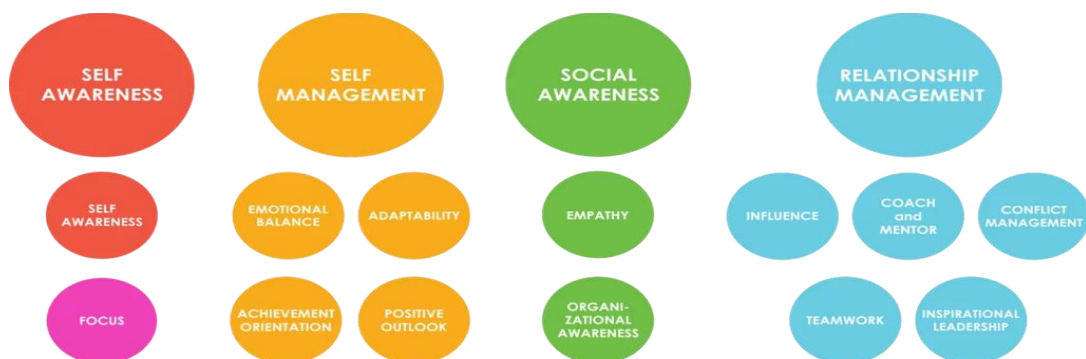 SELF
AWARENESS
SELF
MANAGEMENT
SOCIAL
AWARENESS
RELATIONSHIP
MANAGEMENT
SELF
AWARENESS
EMOTIONAL
BALANCE
ADAPTABILITY
EMPATHY
INFLUENCE
COACH
and
MENTOR
CONFLICT
MANAGEMENT
FOCUS
ACHIEVEMENT
ORIENTATION
POSITIVE
OUTLOOK
ORGANI-
ZATIONAL
AWARENESS
TEAMWORK
INSPIRATIONAL
LEADERSHIP